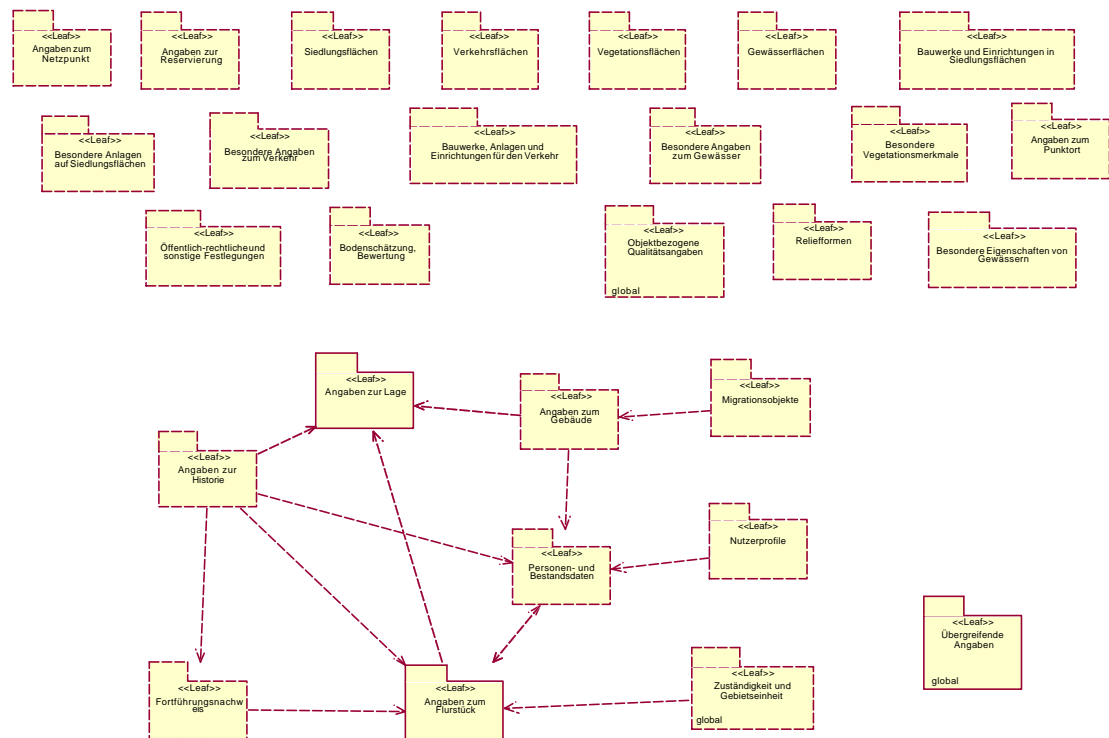 <<Leaf>>
Angaben zum
Netzpunkt
<<Leaf>>
Angaben zur
Reservierung
<<Leaf>>
Siedlungsflächen
<<Leaf>>
Verkehrsflächen
<<Leaf>>
Vegetationsflächen
<<Leaf>>
Gewässerflächen
<<Leaf>>
Bauwerke und Einrichtungen in
Siedlungsflächen
<<Leaf>>
Besondere Anlagen
auf Siedlungsflächen
<<Leaf>>
Besondere Angaben
zum Verkehr
<<Leaf>>
Bauwerke, Anlagen und
Einrichtungen für den Verkehr
<<Leaf>>
Besondere Angaben
zum Gewässer
<<Leaf>>
Besondere
Vegetationsmerkmale
<<Leaf>>
Angaben zum
Punktort
<<Leaf>>
Öffentlich-rechtliche und
sonstige Festlegungen
<<Leaf>>
Bodenschätzung,
Bewertung
<<Leaf>>
Objektbezogene
Qualitätsangaben
global
<<Leaf>>
Reliefformen
<<Leaf>>
Besondere Eigenschaften von
Gewässern
<<Leaf>>
Angaben zur Lage
<<Leaf>>
Angaben zum
Gebäude
<<Leaf>>
Migrationsobjekte
<<Leaf>>
Angaben zur
Historie
<<Leaf>>
Personen- und
Bestandsdaten
<<Leaf>>
Nutzerprofile
<<Leaf>>
Übergreifende
Angaben
global
<<Leaf>>
Fortführungsnachw
eis
<<Leaf>>
Angaben zum
Flurstück
<<Leaf>>
Zuständigkeit und
Gebietseinheit
global